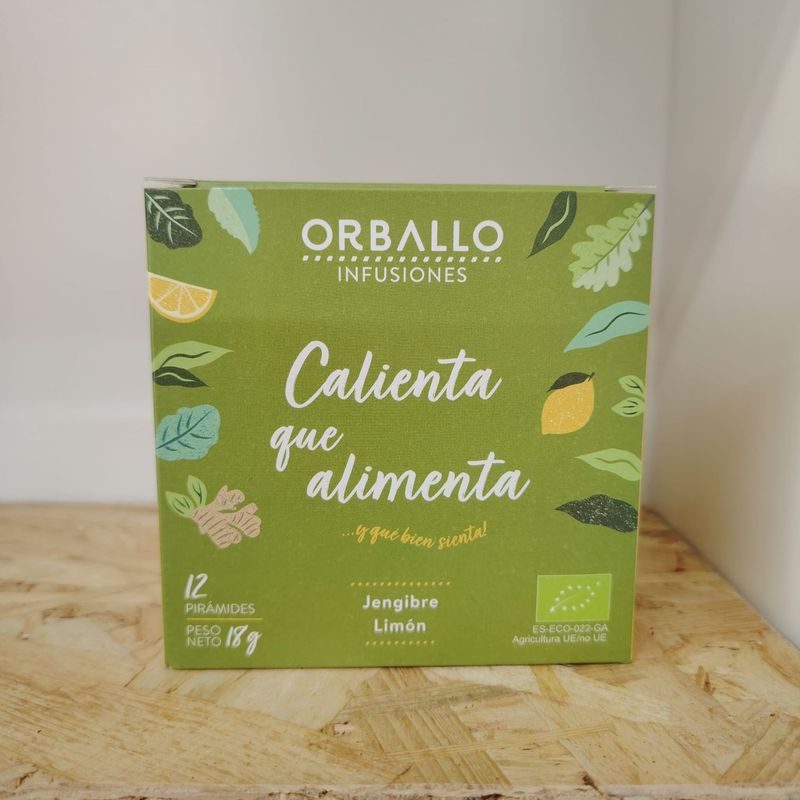 ORBALLO
INFUSIONES
Calienta
que
alimenta
...y qué bien sienta!
12
PIRÁMIDES
PESO
NETO 18 g
Jengibre
Limón
ES-ECO-022-GA
Agricultura UE/no UE